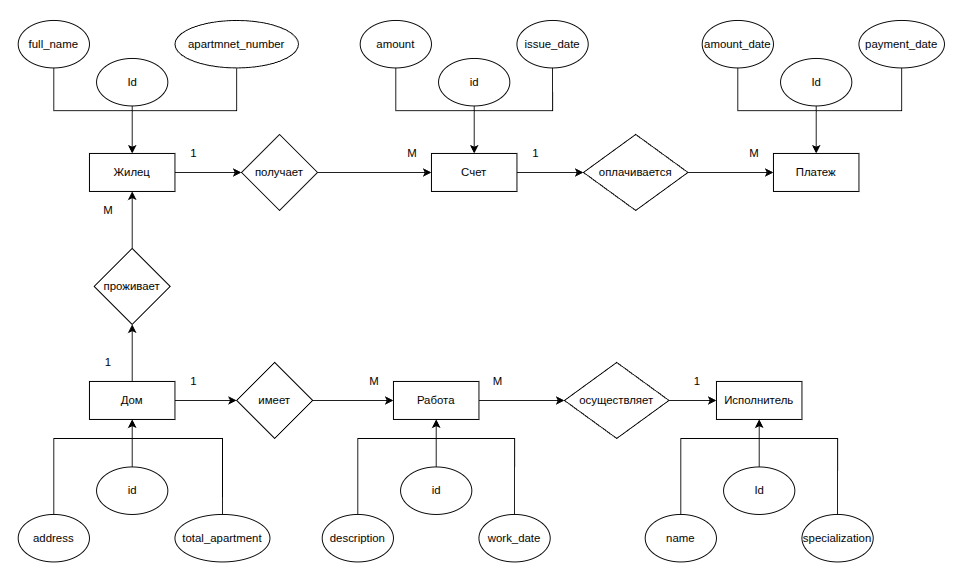 full_name
apartmnet_number
Id
amount
issue_date
id
amount_date
payment_date
Id
Жилец
1
получает
М
Счет
1
оплачивается
М
Платеж
М
проживает
1
Дом
1
имеет
М
Работа
М
осуществляет
1
Исполнитель
id
address
total_apartment
id
description
work_date
Id
name
specialization